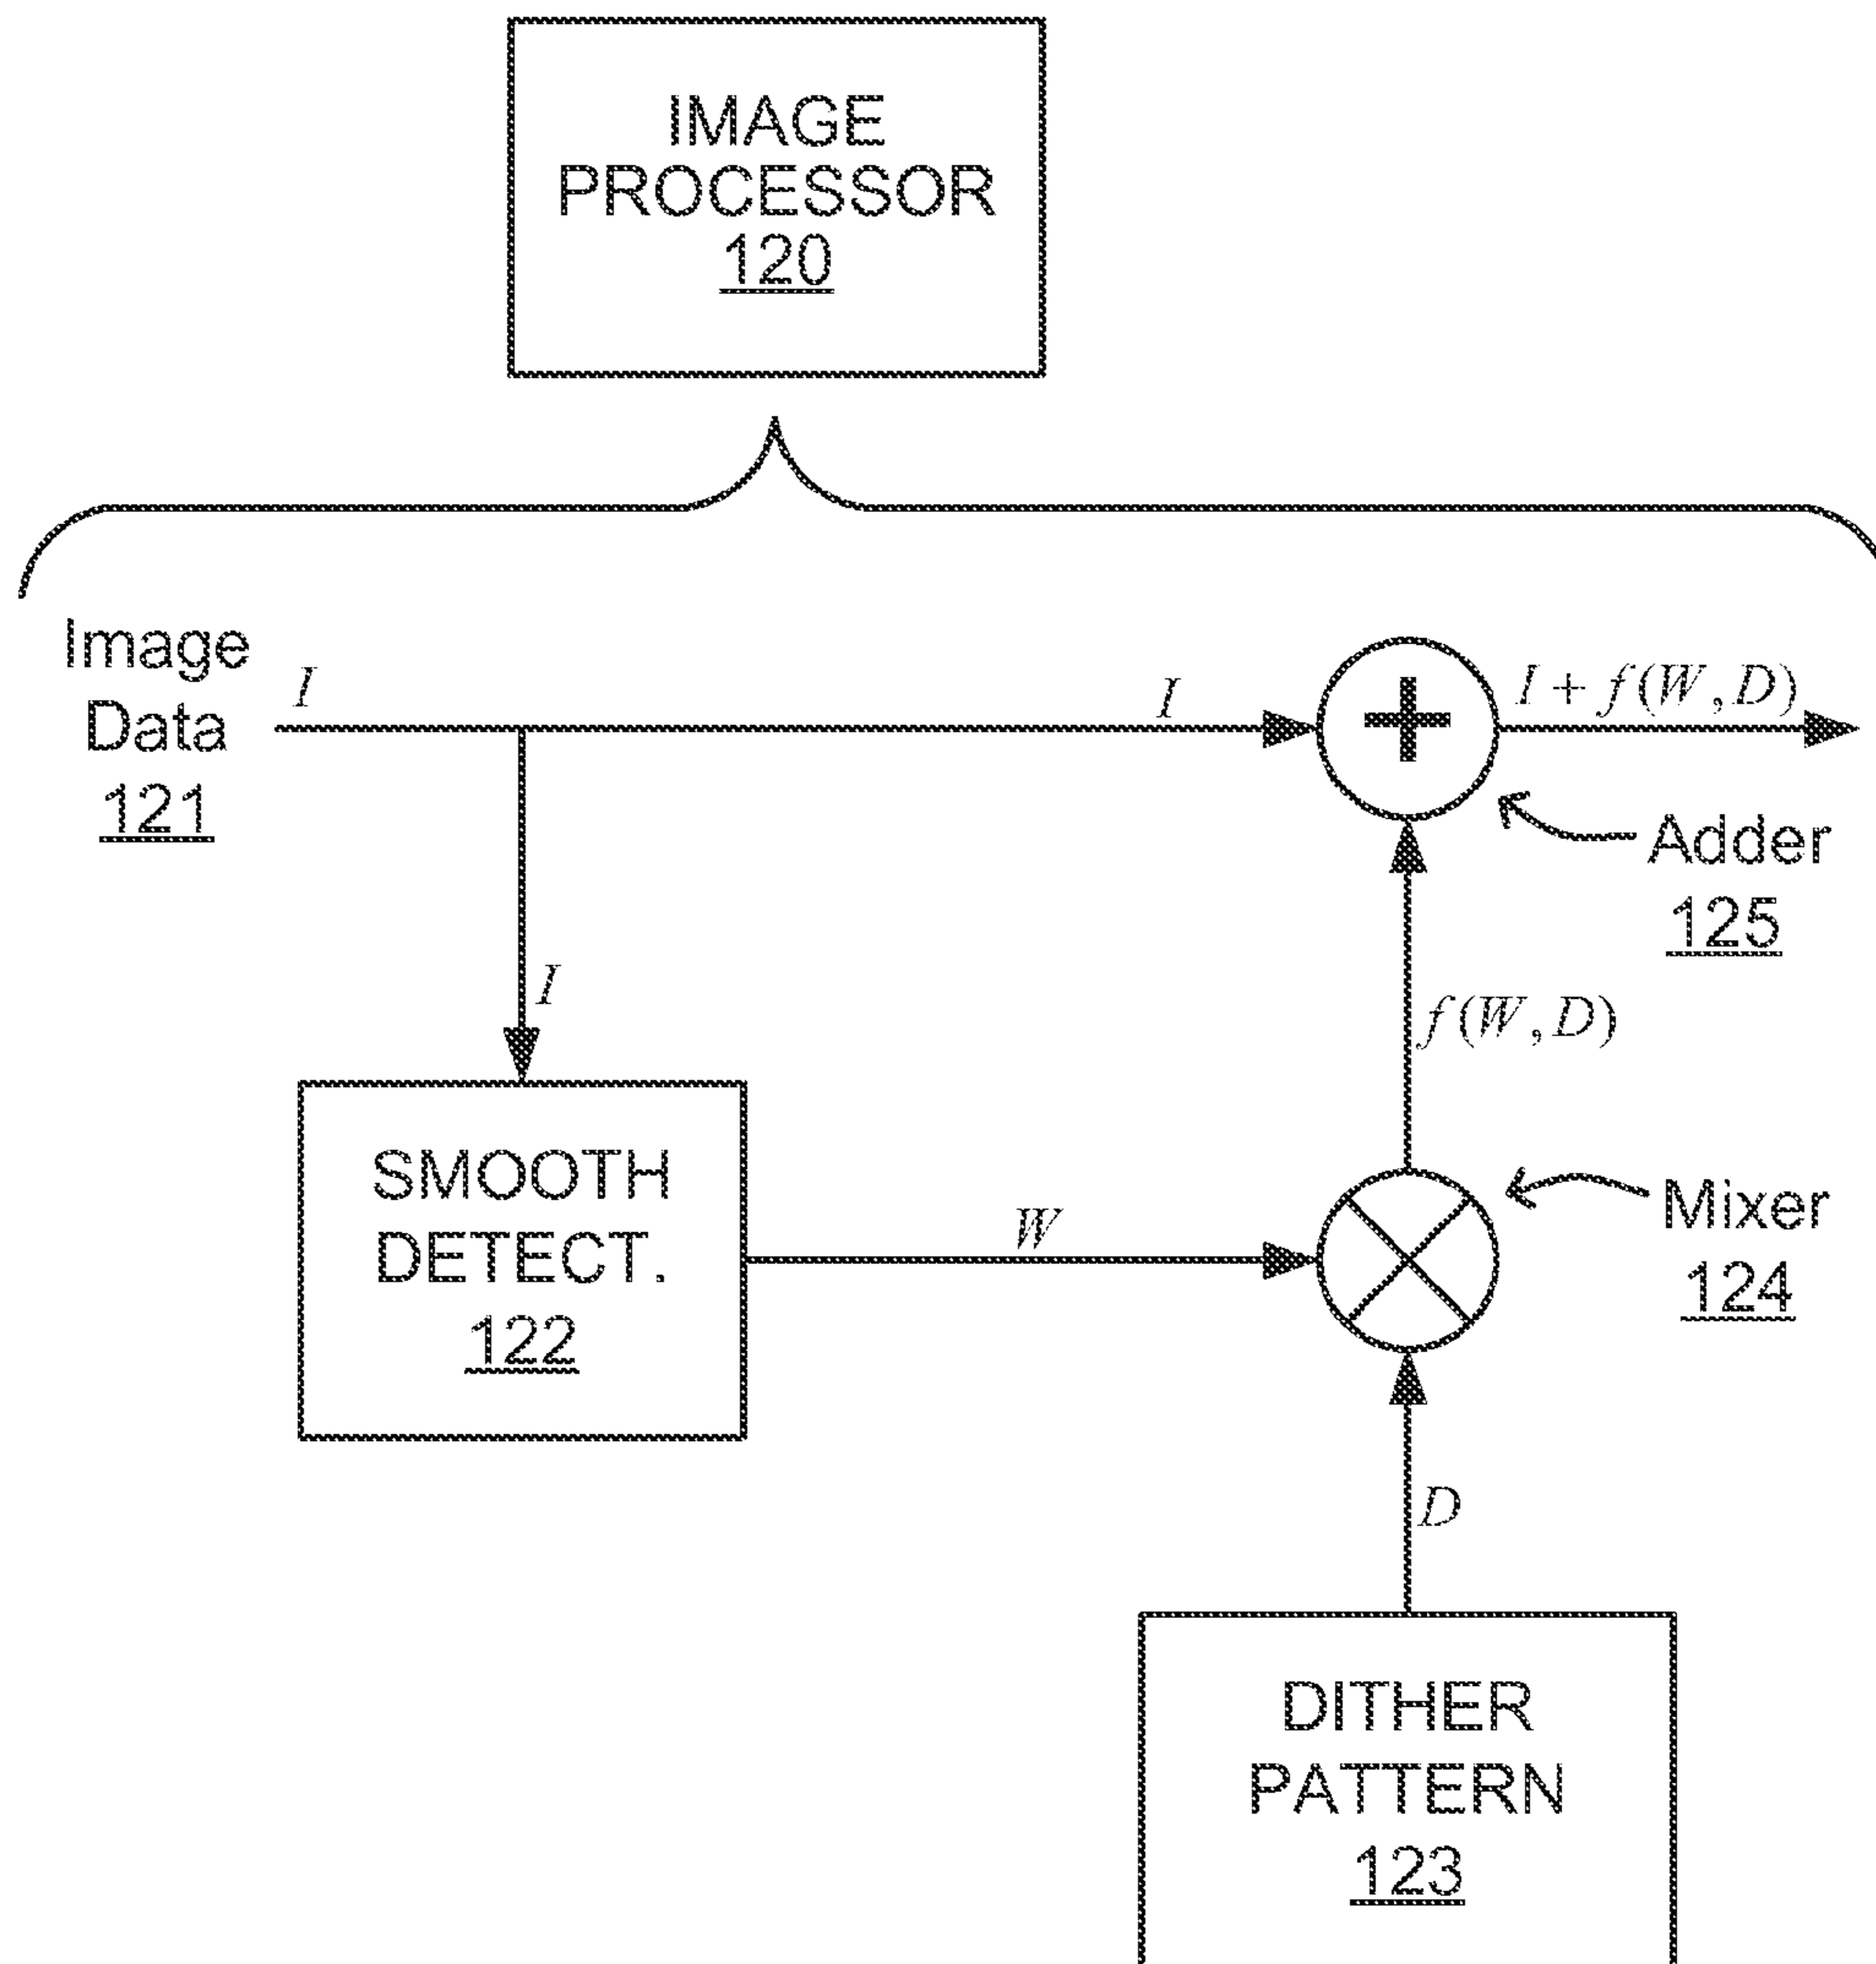 IMAGE
PROCESSOR
120
Image
Data
121
I
I
I + f(W, D)
Adder
125
I
f(W, D)
SMOOTH
DETECT.
122
W
Mixer
124
D
DITHER
PATTERN
123